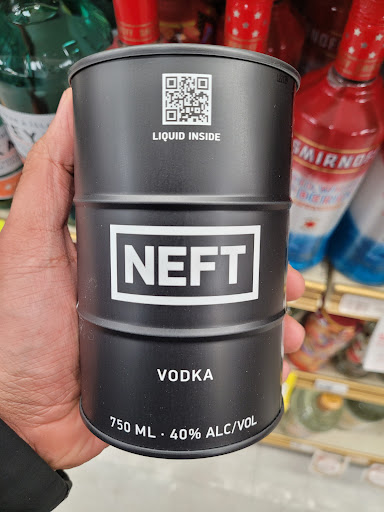 LIQUID INSIDE
NEFT
VODKA
750 ML · 40% ALC/VOL
SMIRNOFF